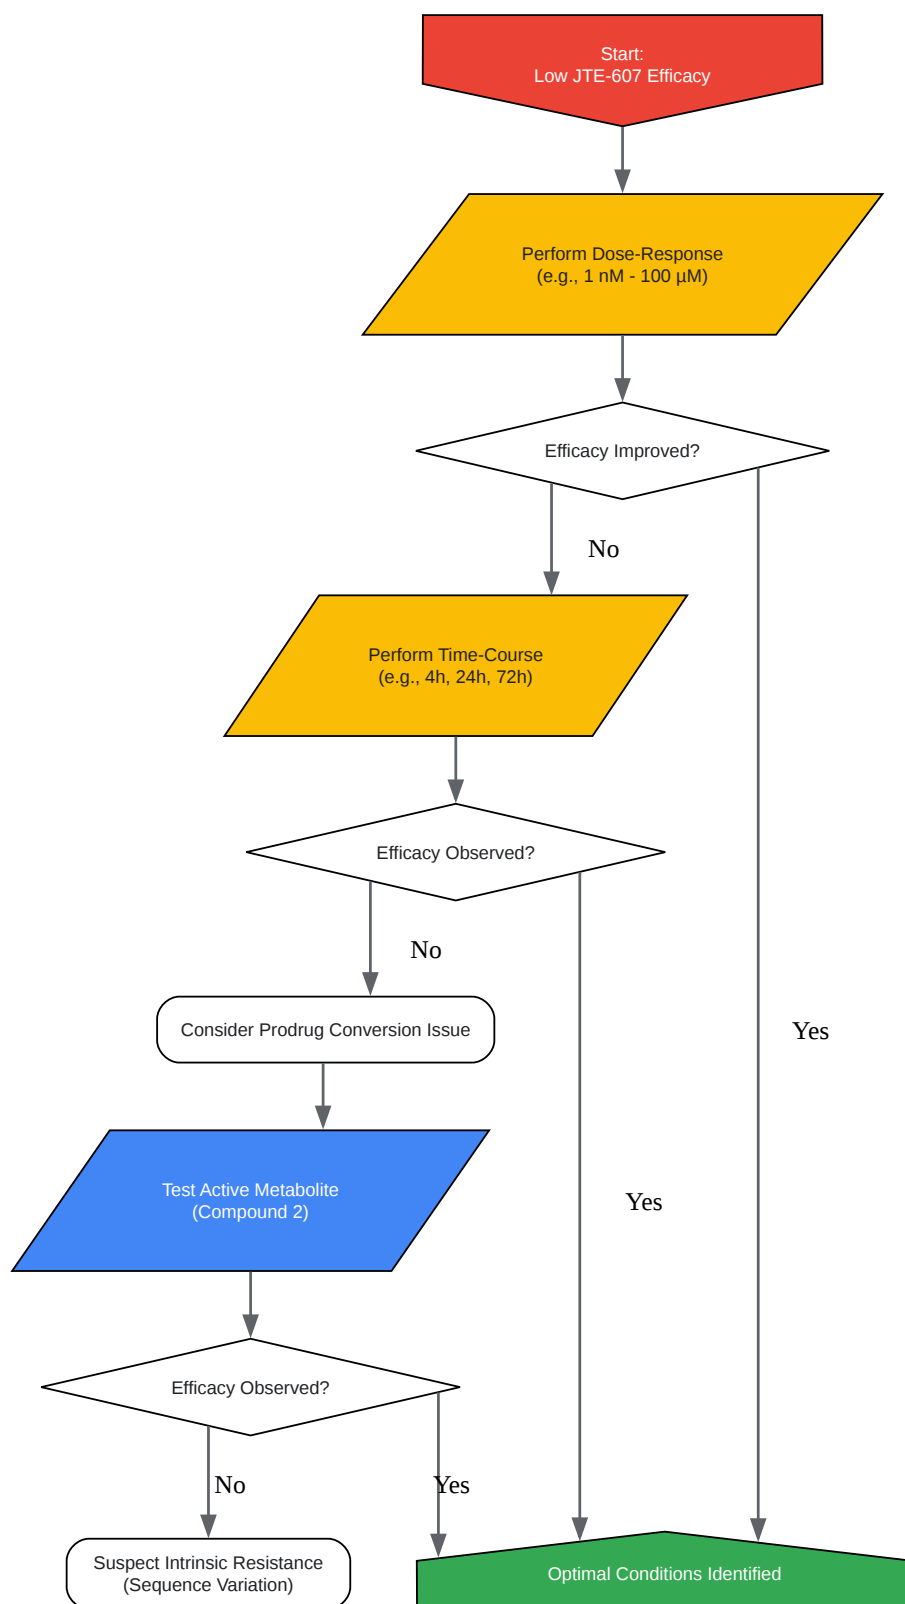 Start:
Low JTE-607 Efficacy
Perform Dose-Response
(e.g., 1 nM - 100 µM)
Efficacy Improved?
No
Perform Time-Course
(e.g., 4h, 24h, 72h)
Efficacy Observed?
No
Consider Prodrug Conversion Issue
Yes
Test Active Metabolite
(Compound 2)
Yes
Efficacy Observed?
No
Yes
Suspect Intrinsic Resistance
(Sequence Variation)
Optimal Conditions Identified